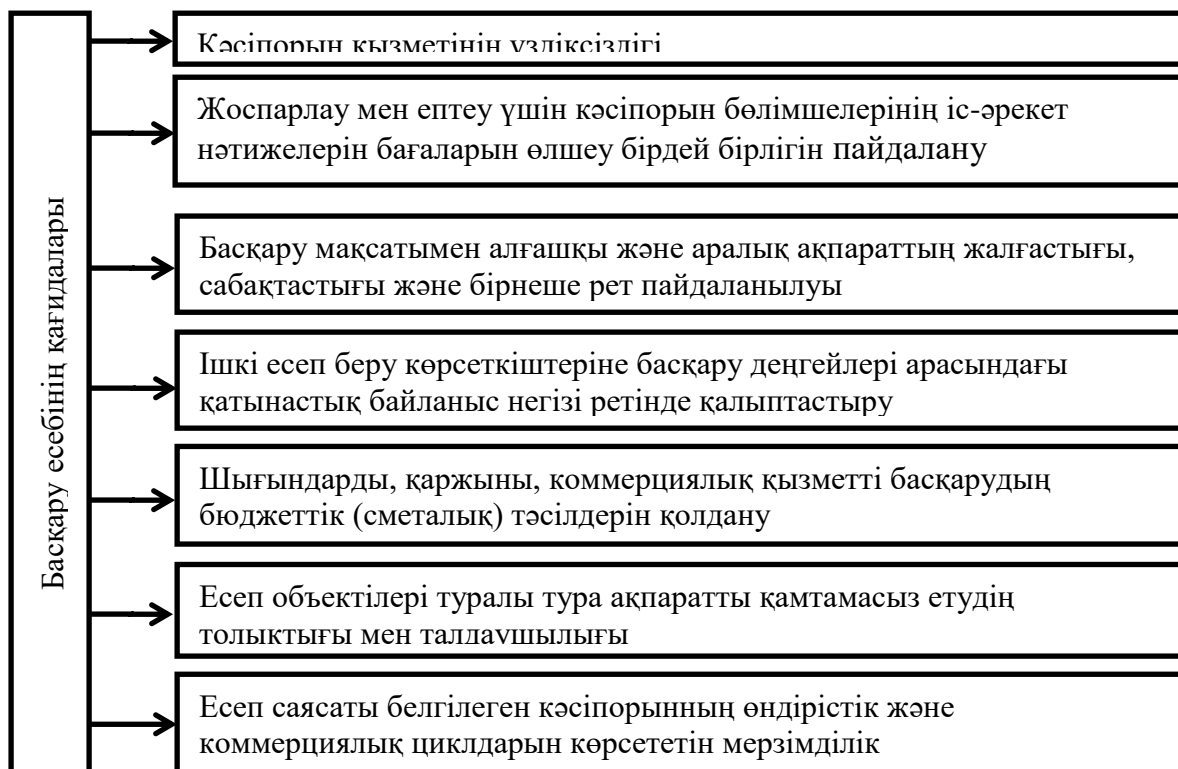 Басқару есебінің қағидалары
Кәсіпорын қызметінің үздіксіздігі
Жоспарлау мен ептеу үшін кәсіпорын бөлімшелерінің іс-әрекет
нәтижелерін бағаларын өлшеу бірдей бірлігін пайдалану
Басқару мақсатымен алғашқы және аралық ақпараттың жалғастығы,
сабақтастығы және бірнеше рет пайдаланылуы
Ішкі есеп беру көрсеткіштеріне басқару деңгейлері арасындағы
қатынастық байланыс негізі ретінде қалыптастыру
Шығындарды, қаржыны, коммерциялық қызметті басқарудың
бюджеттік (сметалық) тәсілдерін қолдану
Есеп объектілері туралы тура ақпаратты қамтамасыз етудің
толықтығы мен талдаушылығы
Есеп саясаты белгілеген кәсіпорынның өндірістік және
коммерциялық циклдарын көрсететін мерзімділік